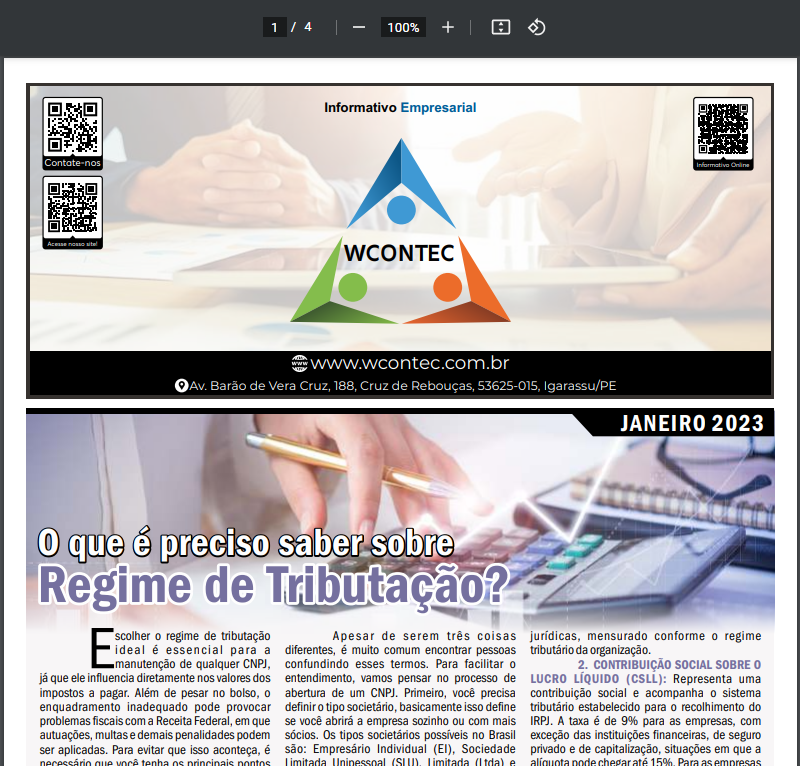 1 / 4
100%
Informativo Empresarial
Contate-nos
Informativo Online
Acesse nosso site!
WCONTEC
www.wcontec.com.br
Av. Barão de Vera Cruz, 188, Cruz de Rebouças, 53625-015, Igarassu/PE
JANEIRO 2023
O que é preciso saber sobre
Regime de Tributação?
Escolher o regime de tributação
ideal é essencial para a
manutenção de qualquer CNPJ,
já que ele influencia diretamente nos valores dos
impostos a pagar. Além de pesar no bolso, o
enquadramento inadequado pode provocar
problemas fiscais com a Receita Federal, em que
autuações, multas e demais penalidades podem
ser aplicadas. Para evitar que isso aconteça, é
necessário que você tenha os principais pontos
Apesar de serem três coisas
diferentes, é muito comum encontrar pessoas
confundindo esses termos. Para facilitar o
entendimento, vamos pensar no processo de
abertura de um CNPJ. Primeiro, você precisa
definir o tipo societário, basicamente isso define
se você abrirá a empresa sozinho ou com mais
sócios. Os tipos societários possíveis no Brasil
são: Empresário Individual (EI), Sociedade
Limitada Unipessoal (SLU), Limitada (Ltda) e
jurídicas, mensurado conforme o regime
tributário da organização.
2. CONTRIBUIÇÃO SOCIAL SOBRE O
LUCRO LÍQUIDO (CSLL): Representa uma
contribuição social e acompanha o sistema
tributário estabelecido para o recolhimento do
IRPJ. A taxa é de 9% para as empresas, com
exceção das instituições financeiras, de seguro
privado e de capitalização, situações em que a
alíquota pode chegar até 15%. Para as empresas